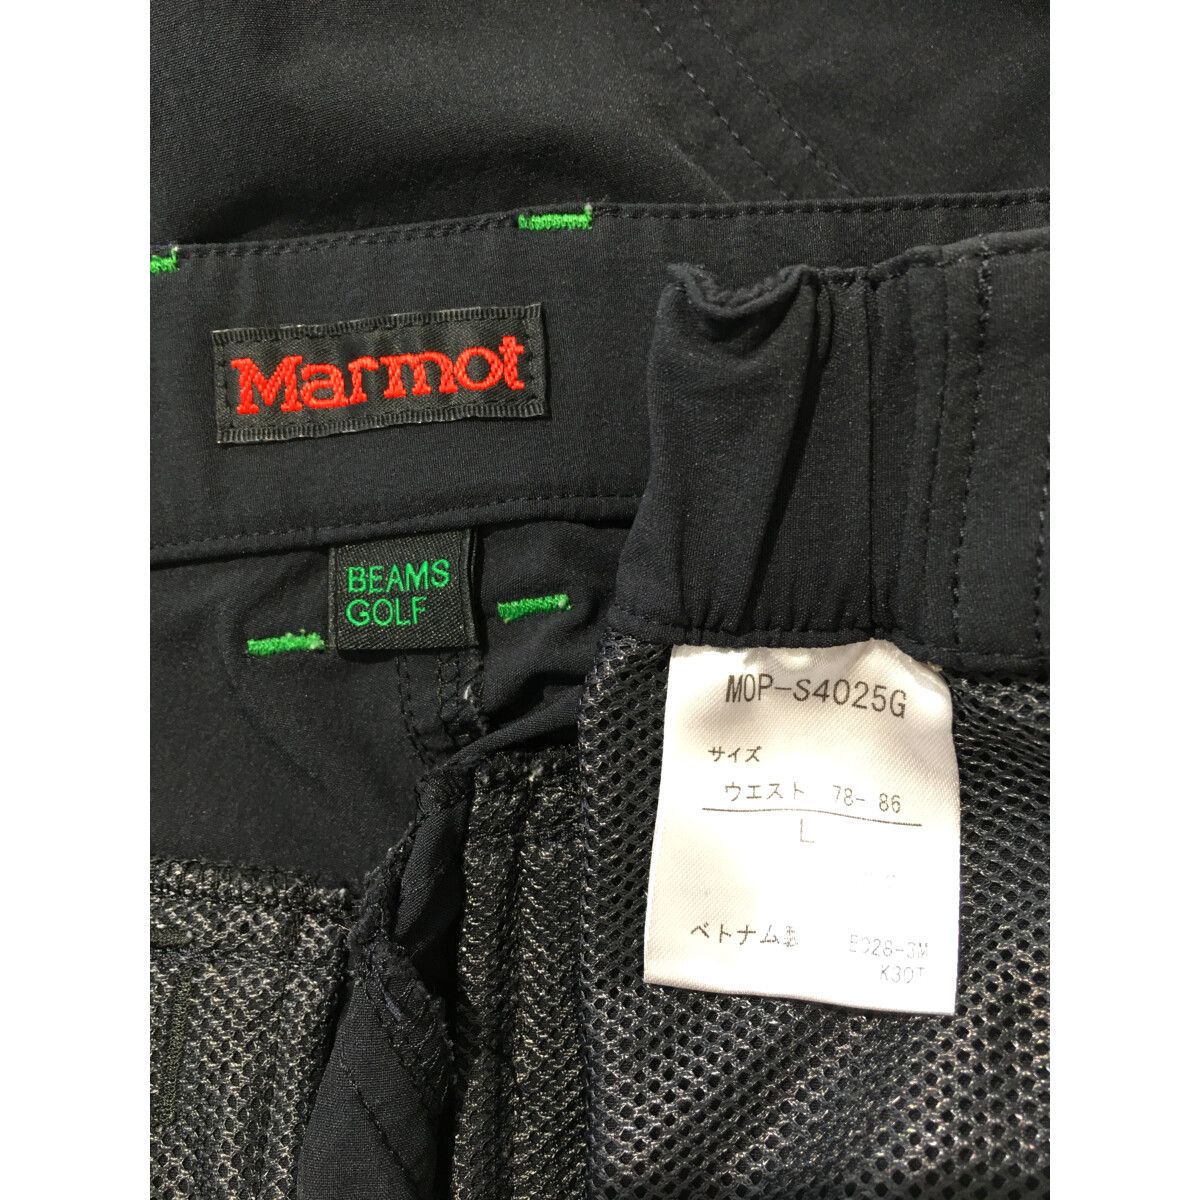 Marmot
BEAMS
GOLF
MOP-S4025G
サイズ
ウエスト 78- 86
L
ベトナム製
K30T